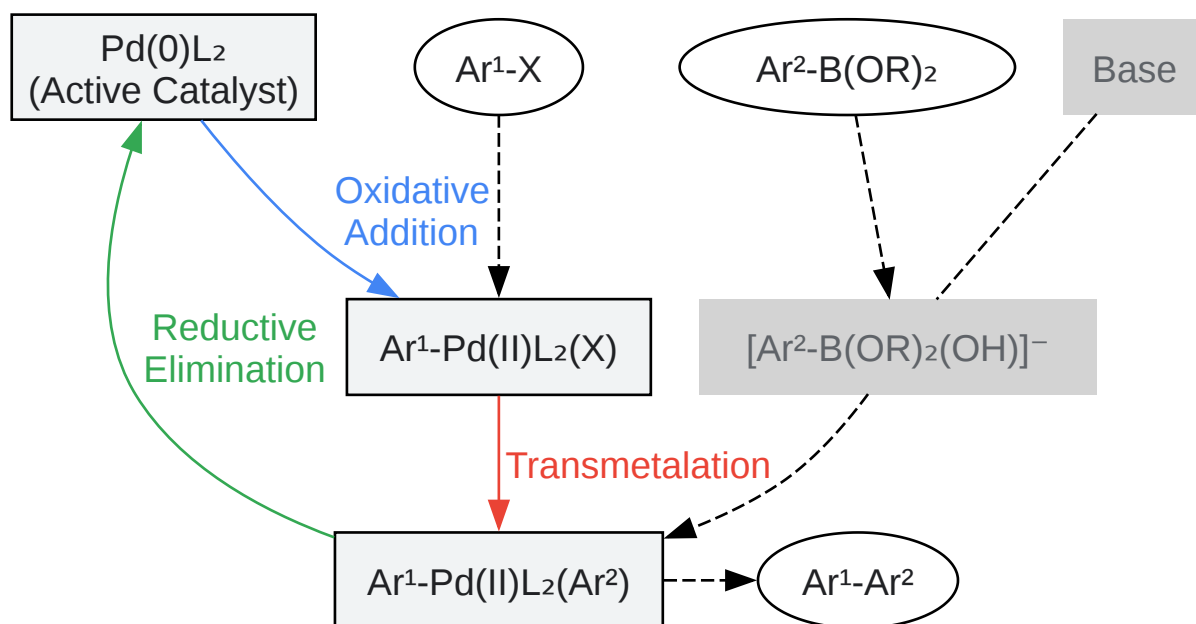 Pd(0)L₂
(Active Catalyst)
Ar¹-X
Ar²-B(OR)₂
Base
Oxidative
Addition
Reductive
Elimination
Ar¹-Pd(II)L₂(X)
[Ar²-B(OR)₂(OH)]⁻
Transmetalation
Ar¹-Pd(II)L₂(Ar²)
Ar¹-Ar²